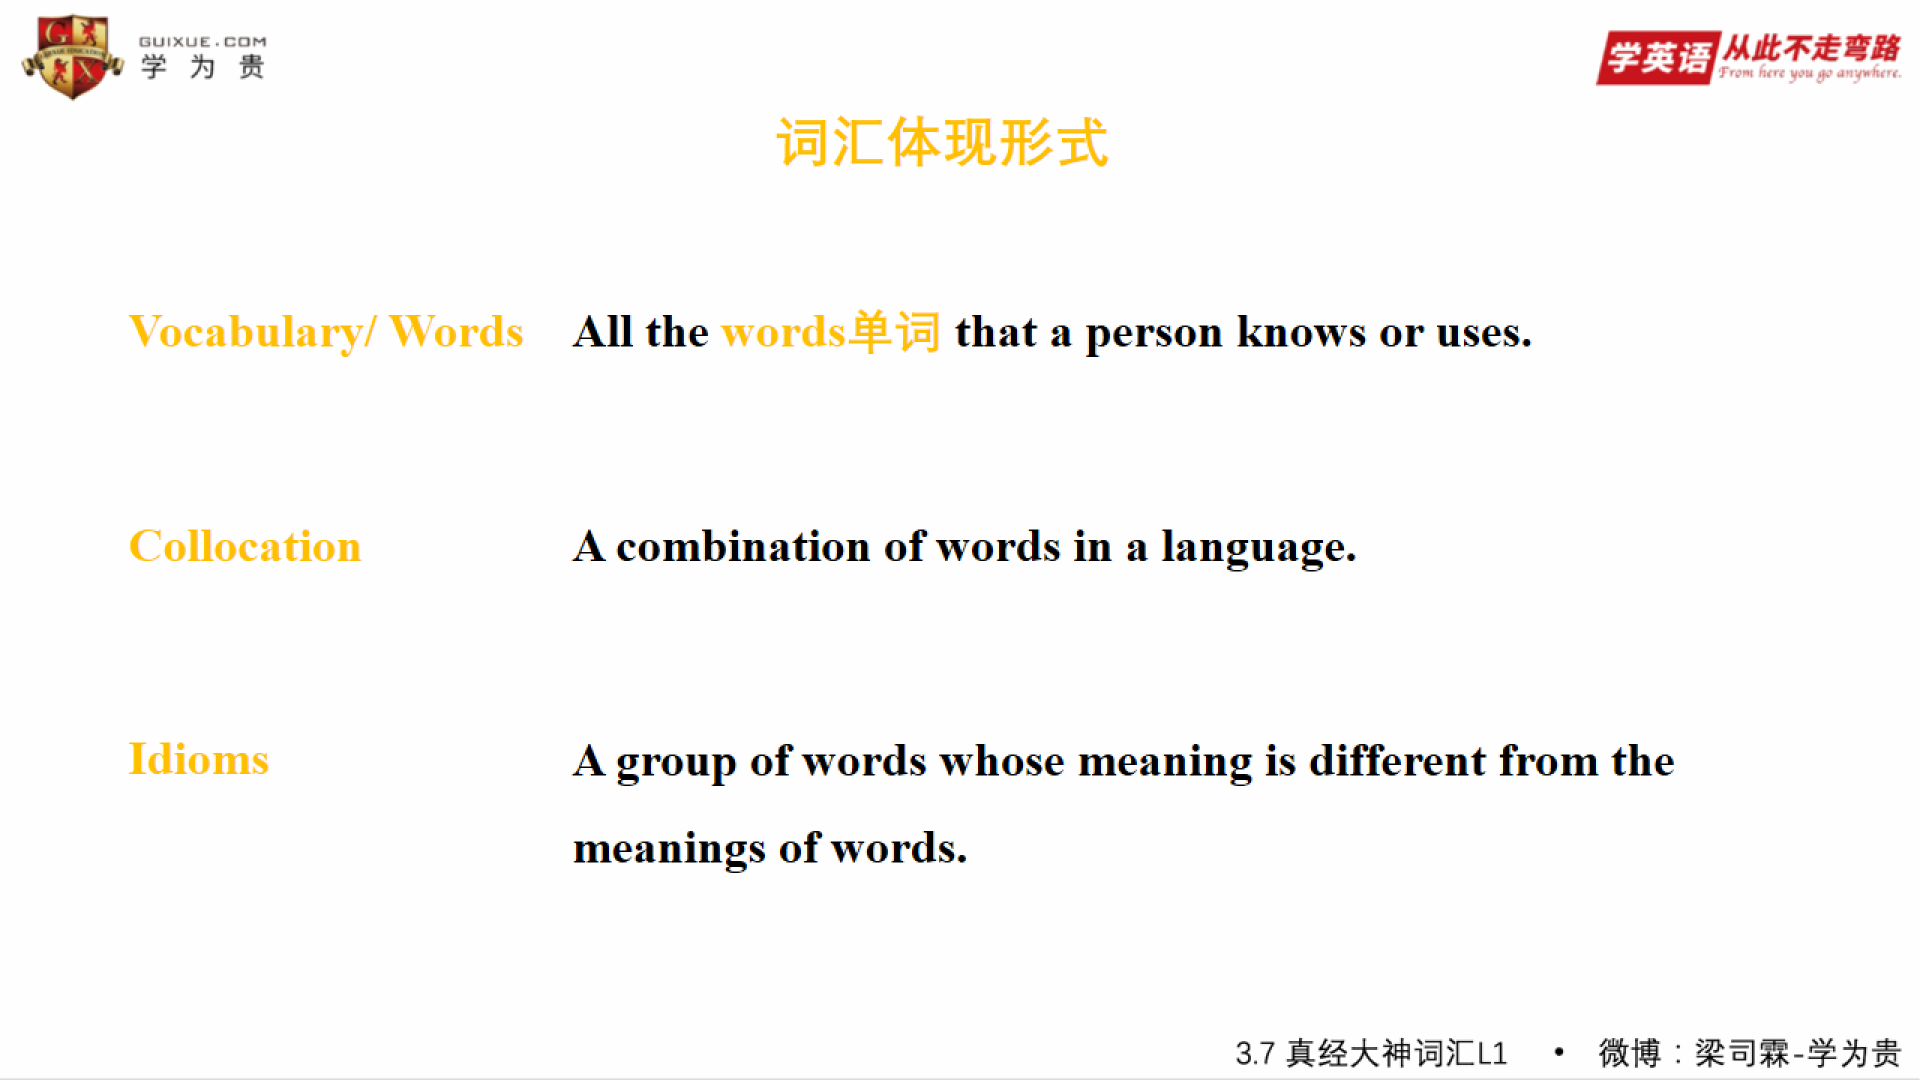 GUIXUE.COM
学为贵
学英语 从此不走弯路
From here you go anywhere.
词汇体现形式
Vocabulary/ Words All the words单词 that a person knows or uses.
Collocation A combination of words in a language.
Idioms A group of words whose meaning is different from the
meanings of words.
3.7 真经大神词汇L1 • 微博：梁司霖-学为贵